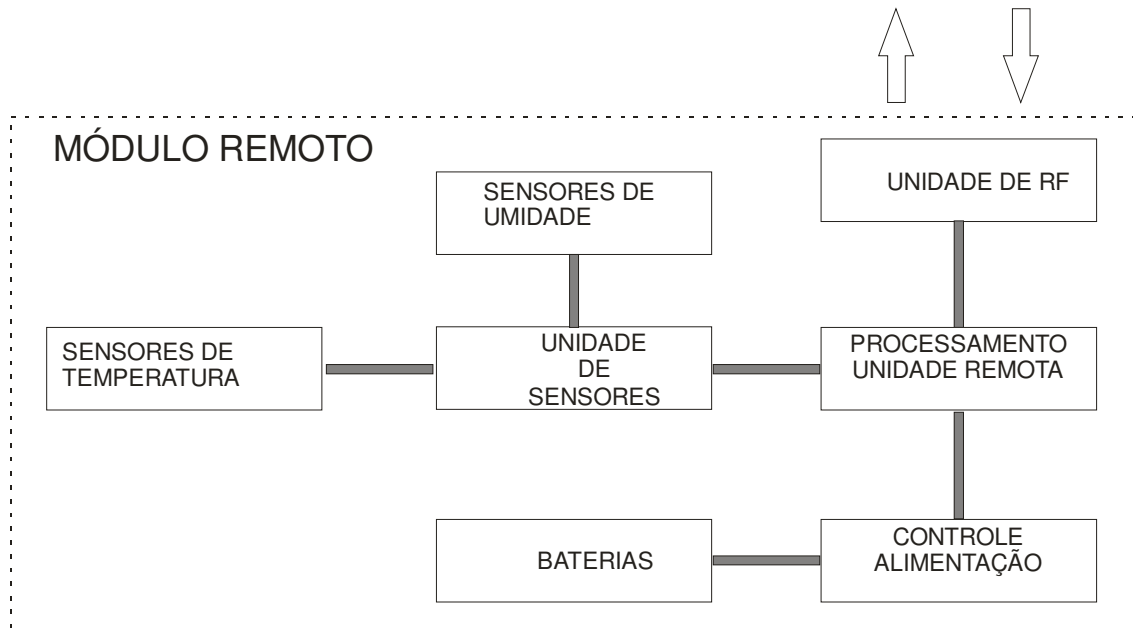 MÓDULO REMOTO
SENSORES DE
UMIDADE
UNIDADE DE RF
SENSORES DE
TEMPERATURA
UNIDADE
DE
SENSORES
PROCESSAMENTO
UNIDADE REMOTA
BATERIAS
CONTROLE
ALIMENTAÇÃO